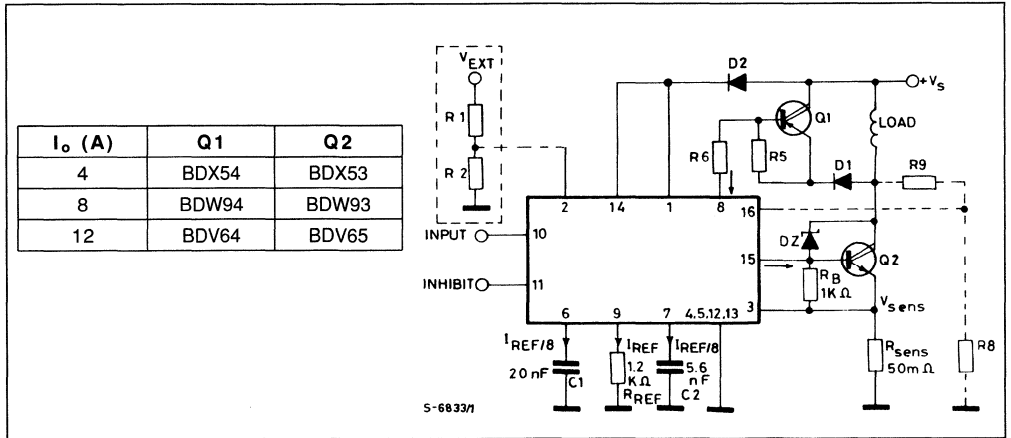 I₀ (A) Q1 Q2
4 BDX54 BDX53
8 BDW94 BDW93
12 BDV64 BDV65
VEXT
R 1
R 2
D2
+Vs
Q1
LOAD
R6
R5
D1
R9
2 14 1 8
16
INPUT 10
DZ
15
Q2
INHIBIT 11
RB
1KΩ
3
Vsens
6 9 7 4,5,12,13
IREF/8 IREF IREF/8
20 nF C1
1.2 KΩ
RREF
5.6 nF
C2
Rsens
50mΩ
R8
S-6833/1